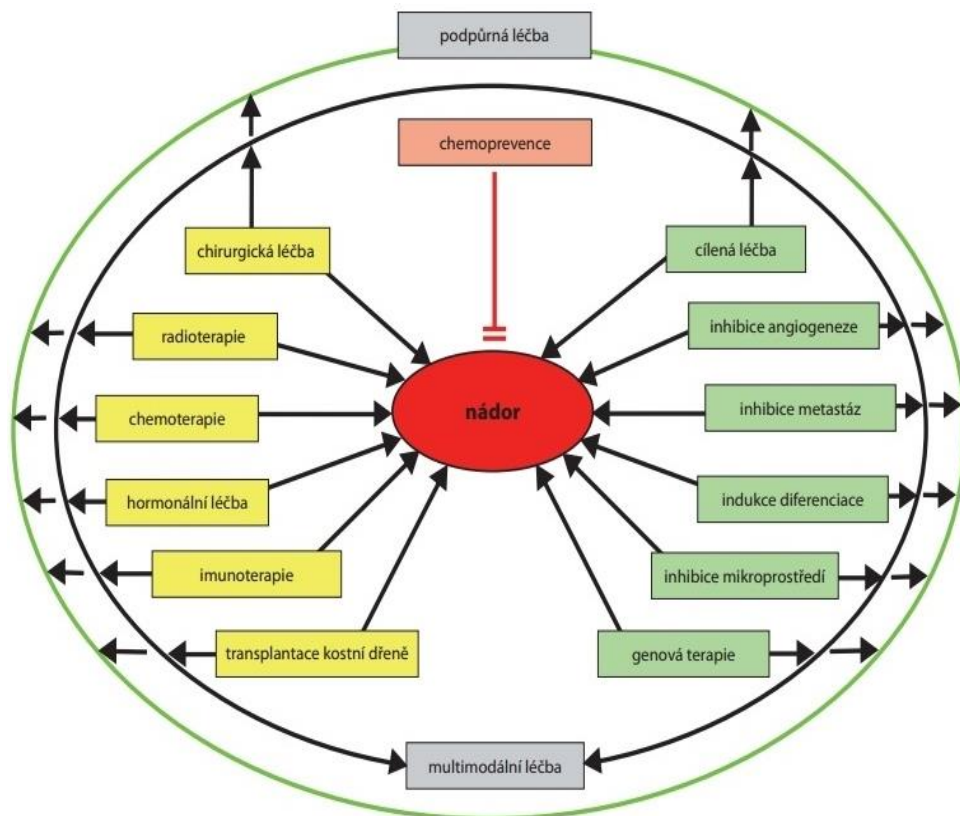 podpůrná léčba
chemoprevence
chirurgická léčba
cílená léčba
radioterapie
inhibice angiogeneze
chemoterapie
nádor
inhibice metastáz
hormonální léčba
indukce diferenciace
imunoterapie
inhibice mikroprostředí
transplantace kostní dřeně
genová terapie
multimodální léčba